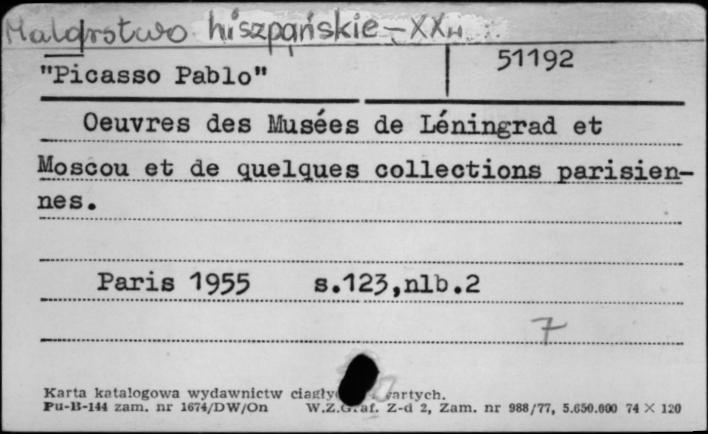 Malarstwo hiszpańskie – XXw
"Picasso Pablo" 51192
Oeuvres des Musées de Léningrad et
Moscou et de quelques collections parisien-
nes.
Paris 1955 s.123,nlb.2
7
Karta katalogowa wydawnictw
Pu-B-144 zam. nr 1674/DW/On W.Z.Graf. Z-d 2, Zam. nr 988/77, 5.650.000 74 X 120